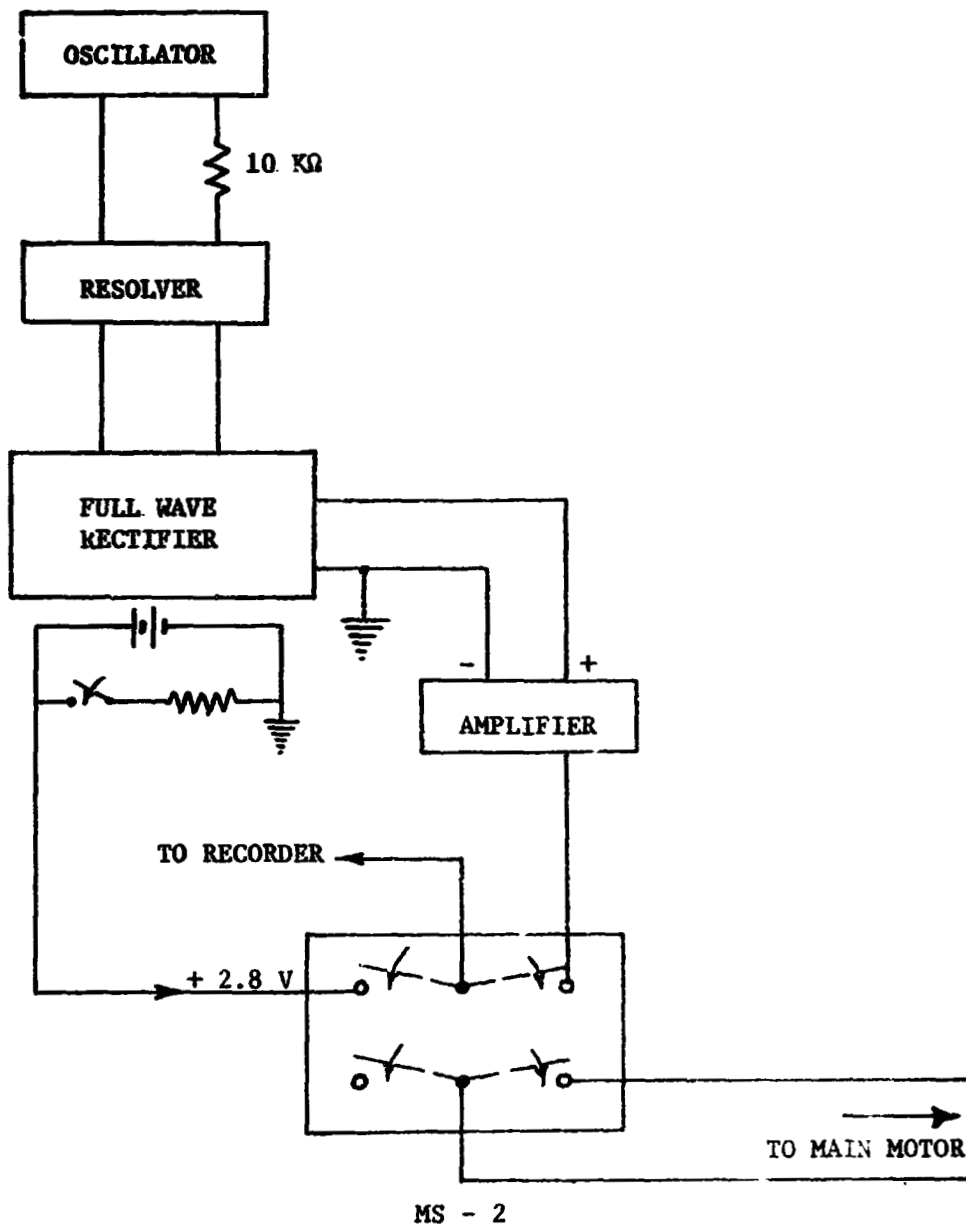 OSCILLATOR
10 KΩ
RESOLVER
FULL WAVE
RECTIFIER
- +
AMPLIFIER
TO RECORDER
+ 2.8 V
TO MAIN MOTOR
MS - 2